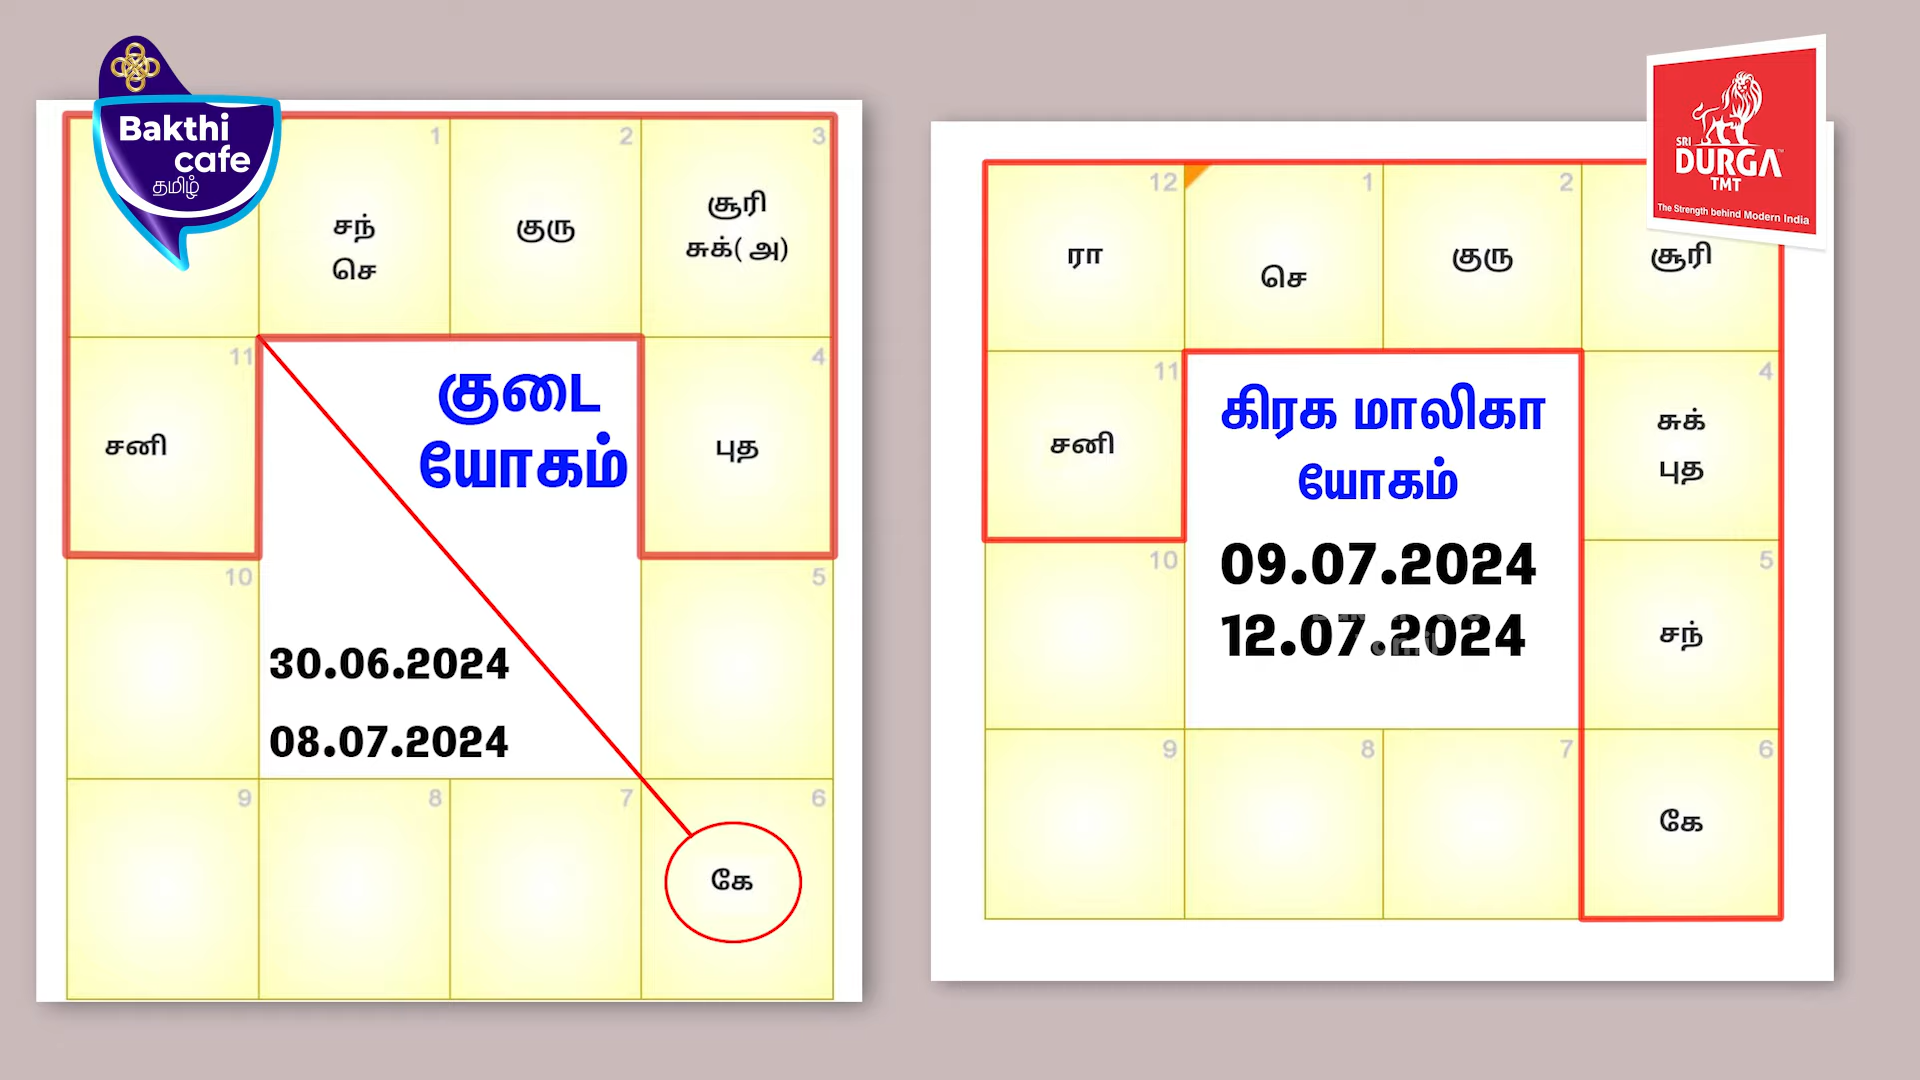 Bakthi
cafe
தமிழ்
1
2
3
சந்
செ
குரு
சூரி
சுக்( அ)
11
சனி
குடை
யோகம்
4
புத
10
30.06.2024
08.07.2024
5
9
8
7
6
கே
SRI
DURGA
TMT
The Strength behind Modern India
12
1
2
ரா
செ
குரு
சூரி
11
சனி
கிரக மாலிகா
யோகம்
09.07.2024
12.07.2024
4
சுக்
புத
10
5
சந்
9
8
7
6
கே